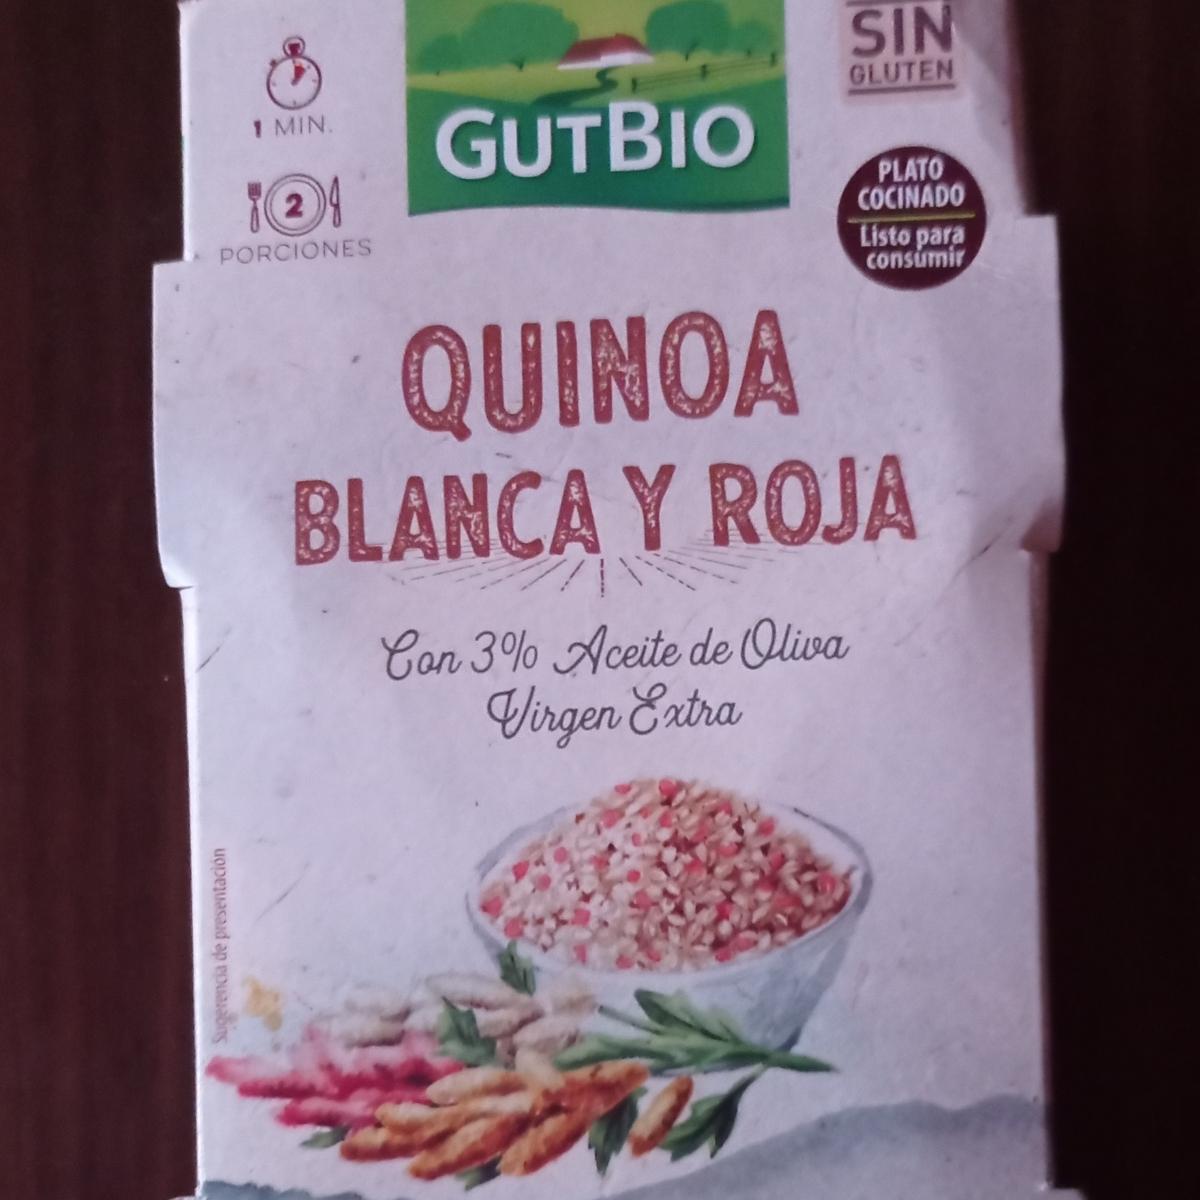 1 MIN.
2
PORCIONES
GUTBIO
SIN
GLUTEN
PLATO
COCINADO
Listo para
consumir
QUINOA
BLANCA Y ROJA
Con 3% Aceite de Oliva
Virgen Extra
Sugerencia de presentación